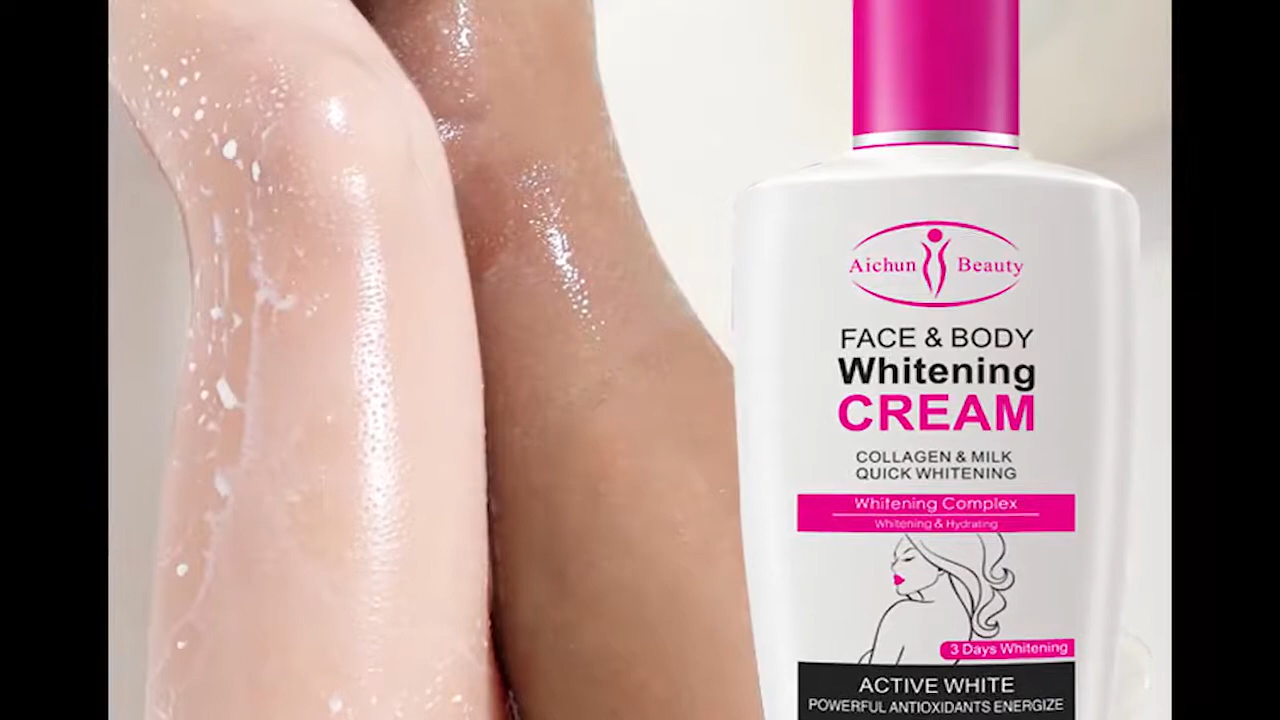 Aichun Beauty
FACE & BODY
Whitening
CREAM
COLLAGEN & MILK
QUICK WHITENING
Whitening Complex
Whitening & Hydrating
3 Days Whitening
ACTIVE WHITE
POWERFUL ANTIOXIDANTS ENERGIZE